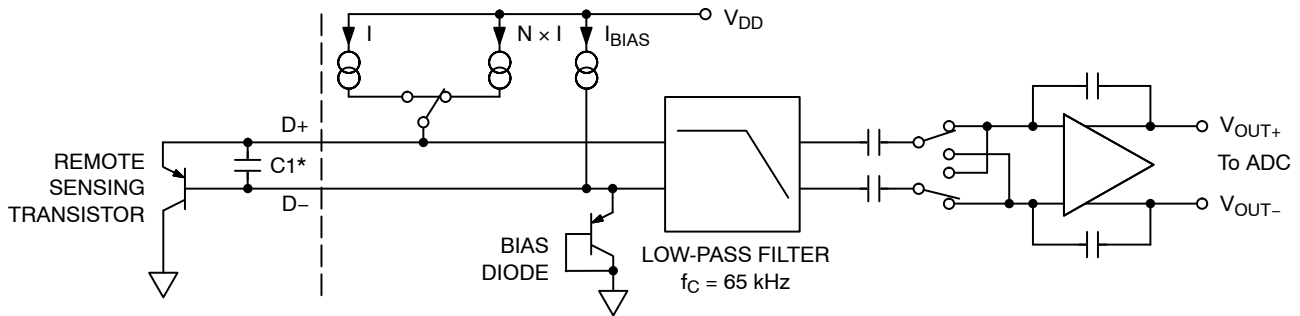 I
N × I
I_BIAS
V_DD
D+
C1*
D−
REMOTE
SENSING
TRANSISTOR
BIAS
DIODE
LOW-PASS FILTER
f_C = 65 kHz
V_OUT+
To ADC
V_OUT−